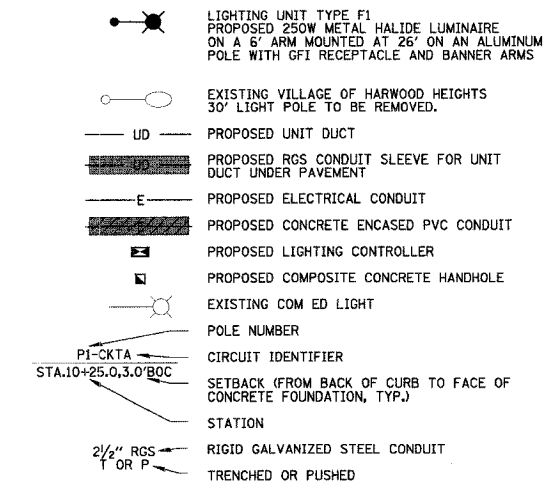 LIGHTING UNIT TYPE F1
PROPOSED 250W METAL HALIDE LUMINAIRE
ON A 6' ARM MOUNTED AT 26' ON AN ALUMINUM
POLE WITH GFI RECEPTACLE AND BANNER ARMS
EXISTING VILLAGE OF HARWOOD HEIGHTS
30' LIGHT POLE TO BE REMOVED.
UD PROPOSED UNIT DUCT
UD PROPOSED RGS CONDUIT SLEEVE FOR UNIT
DUCT UNDER PAVEMENT
E PROPOSED ELECTRICAL CONDUIT
PROPOSED CONCRETE ENCASED PVC CONDUIT
PROPOSED LIGHTING CONTROLLER
PROPOSED COMPOSITE CONCRETE HANDHOLE
EXISTING COM ED LIGHT
POLE NUMBER
P1-CKTA CIRCUIT IDENTIFIER
STA.10+25.0,3.0'BOC
SETBACK (FROM BACK OF CURB TO FACE OF
CONCRETE FOUNDATION, TYP.)
STATION
2½" RGS RIGID GALVANIZED STEEL CONDUIT
T OR P
TRENCHED OR PUSHED